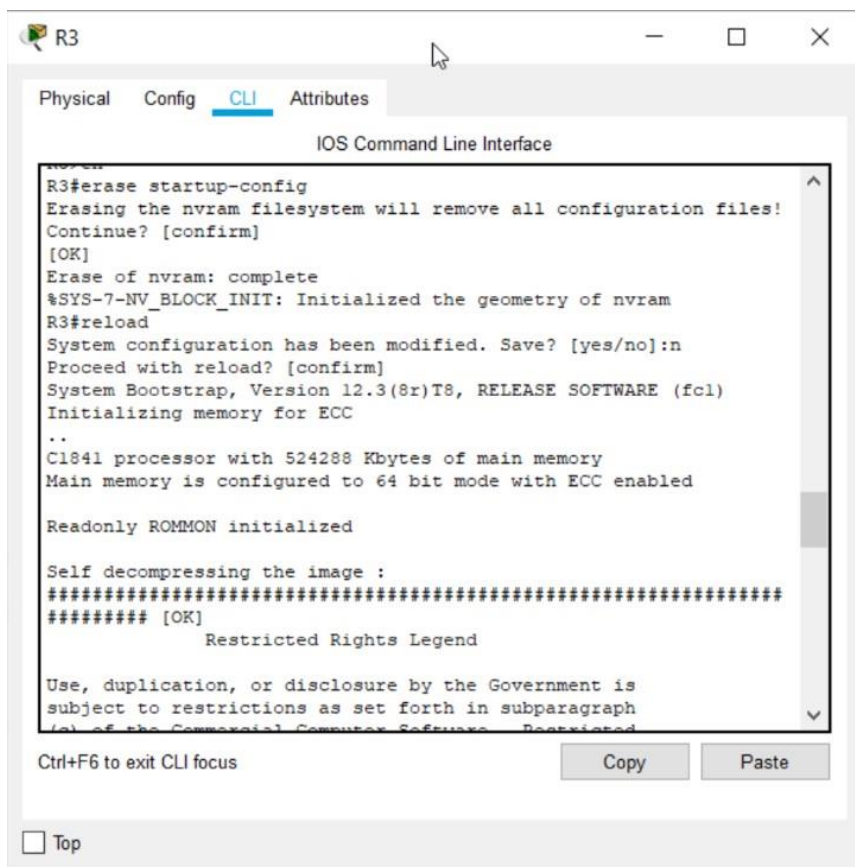 R3
Physical Config CLI Attributes
IOS Command Line Interface
R3#erase startup-config
Erasing the nvram filesystem will remove all configuration files!
Continue? [confirm]
[OK]
Erase of nvram: complete
%SYS-7-NV_BLOCK_INIT: Initialized the geometry of nvram
R3#reload
System configuration has been modified. Save? [yes/no]:n
Proceed with reload? [confirm]
System Bootstrap, Version 12.3(8r)T8, RELEASE SOFTWARE (fc1)
Initializing memory for ECC
..
C1841 processor with 524288 Kbytes of main memory
Main memory is configured to 64 bit mode with ECC enabled
Readonly ROMMON initialized
Self decompressing the image :
#################################################################
######### [OK]
Restricted Rights Legend
Use, duplication, or disclosure by the Government is
subject to restrictions as set forth in subparagraph
(c) of the Commercial Computer Software - Restricted
Ctrl+F6 to exit CLI focus
Copy Paste
Top